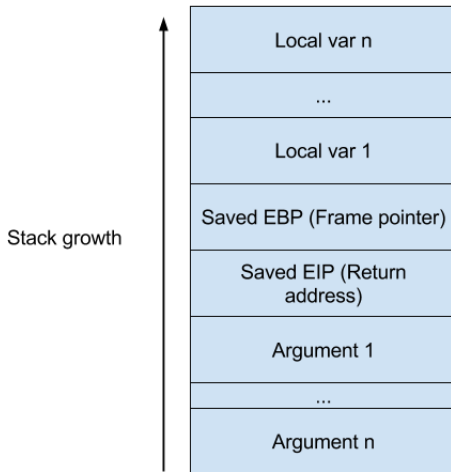 Local var n
...
Local var 1
Saved EBP (Frame pointer)
Stack growth
Saved EIP (Return
address)
Argument 1
...
Argument n